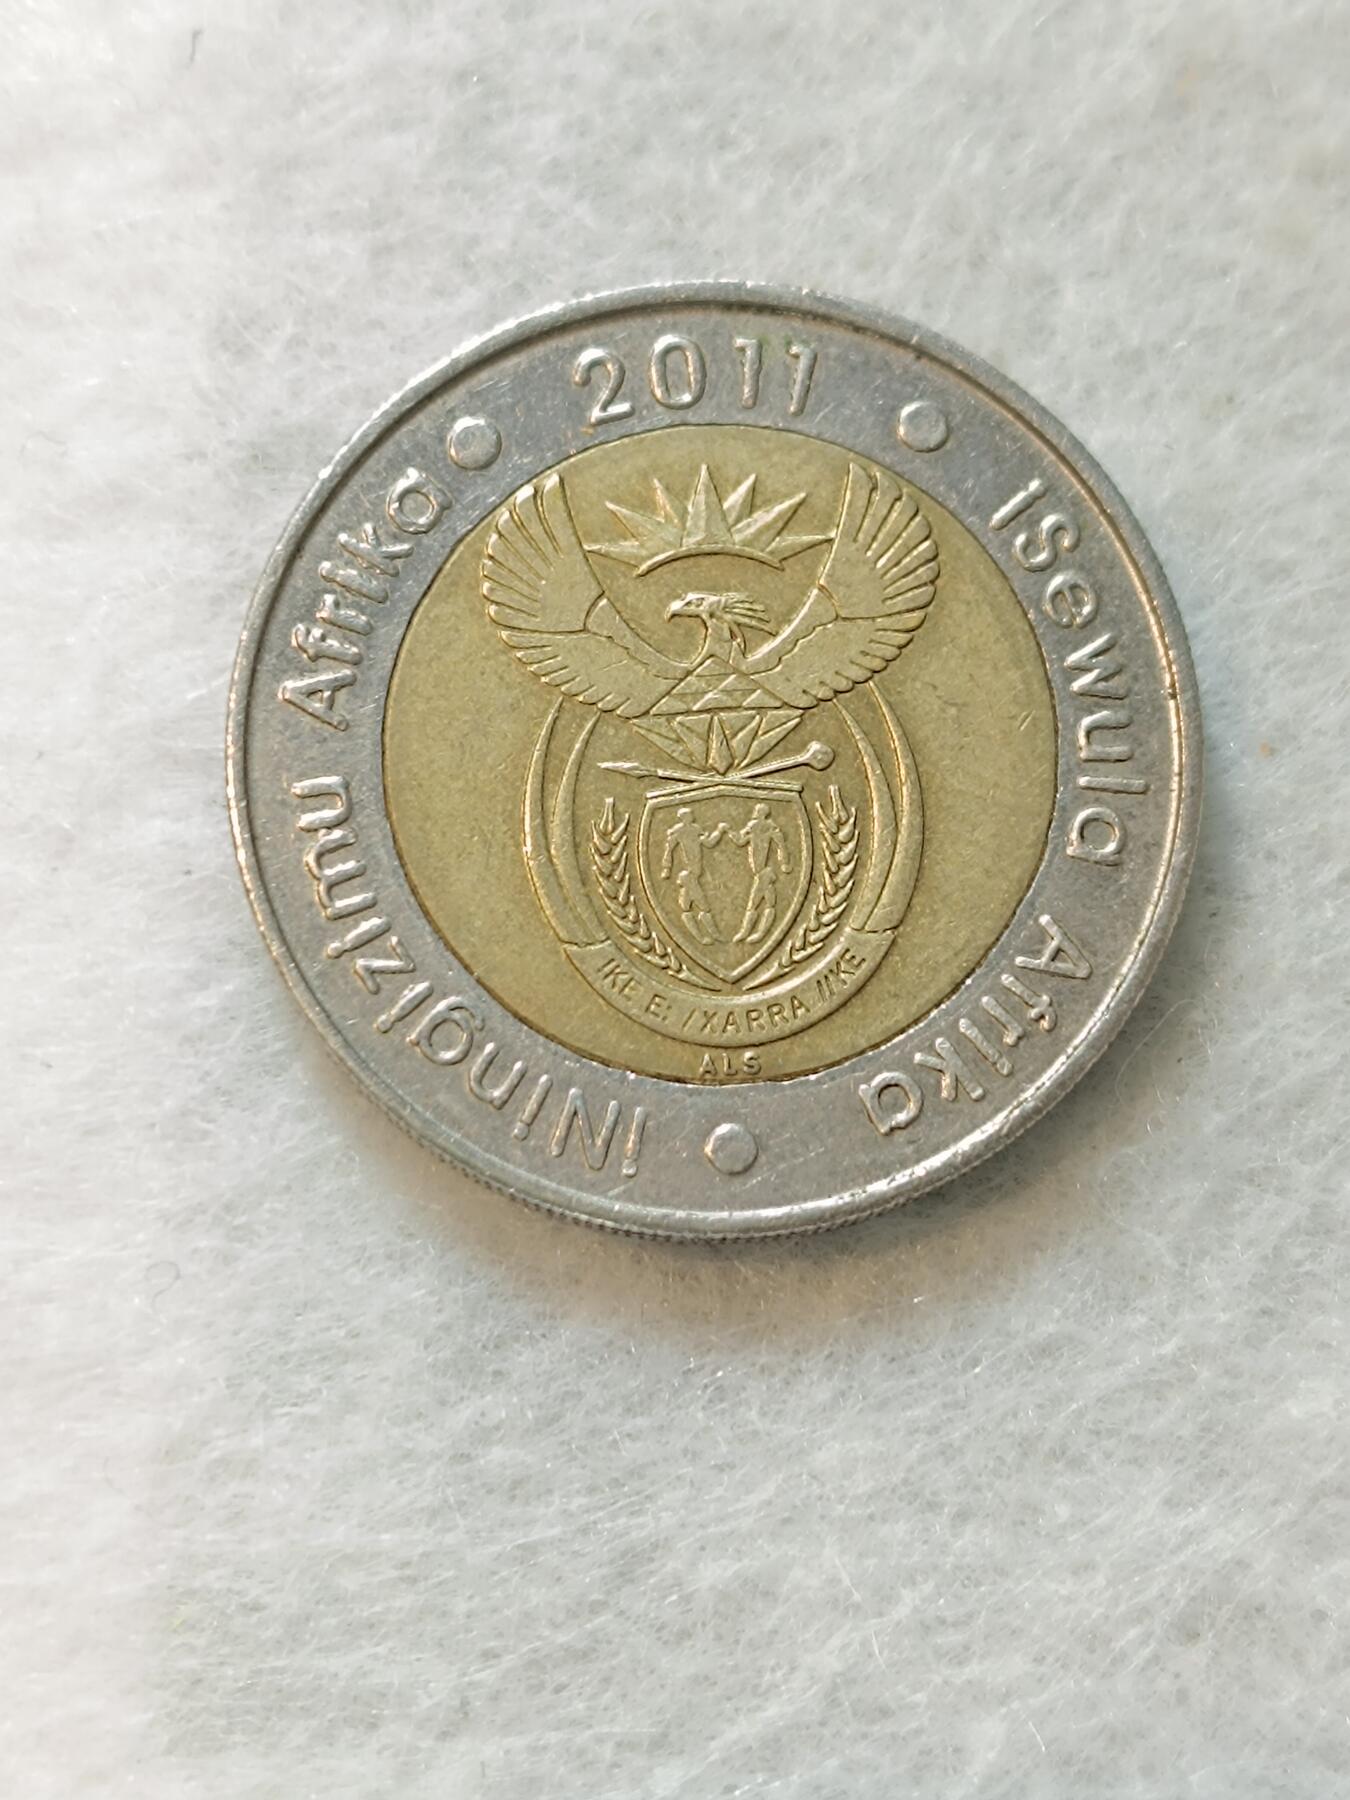 2011
iSewula Afrika
iNingizimu Afrika
!KE E: /XARRA //KE
ALS